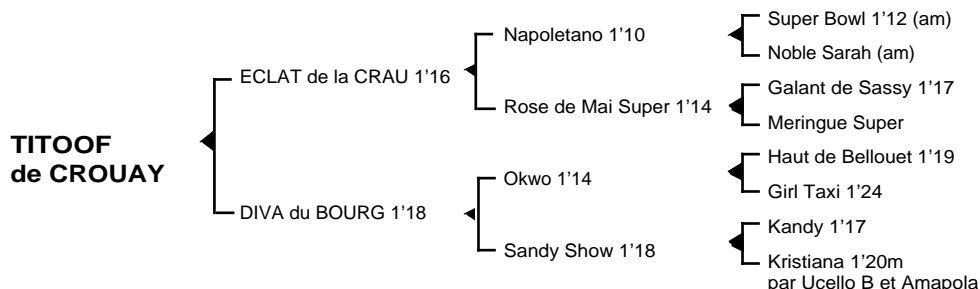 TITOOF
de CROUAY
ECLAT de la CRAU 1'16
DIVA du BOURG 1'18
Napoletano 1'10
Rose de Mai Super 1'14
Okwo 1'14
Sandy Show 1'18
Super Bowl 1'12 (am)
Noble Sarah (am)
Galant de Sassy 1'17
Meringue Super
Haut de Bellouet 1'19
Girl Taxi 1'24
Kandy 1'17
Kristiana 1'20m
par Ucello B et Amapola